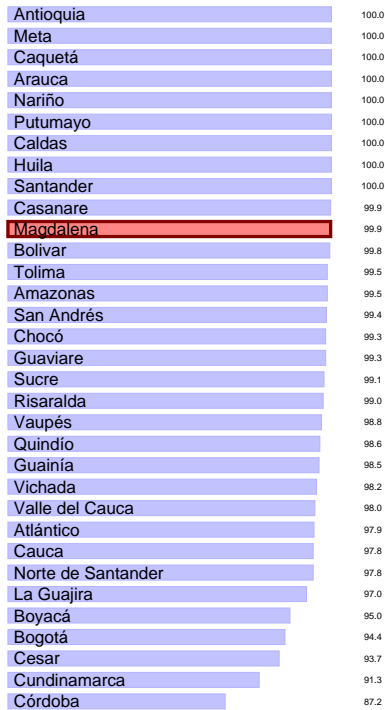 Antioquia 100.0
Meta 100.0
Caquetá 100.0
Arauca 100.0
Nariño 100.0
Putumayo 100.0
Caldas 100.0
Huila 100.0
Santander 100.0
Casanare 99.9
Magdalena 99.9
Bolivar 99.8
Tolima 99.5
Amazonas 99.5
San Andrés 99.4
Chocó 99.3
Guaviare 99.3
Sucre 99.1
Risaralda 99.0
Vaupés 98.8
Quindío 98.6
Guainía 98.5
Vichada 98.2
Valle del Cauca 98.0
Atlántico 97.9
Cauca 97.8
Norte de Santander 97.8
La Guajira 97.0
Boyacá 95.0
Bogotá 94.4
Cesar 93.7
Cundinamarca 91.3
Córdoba 87.2